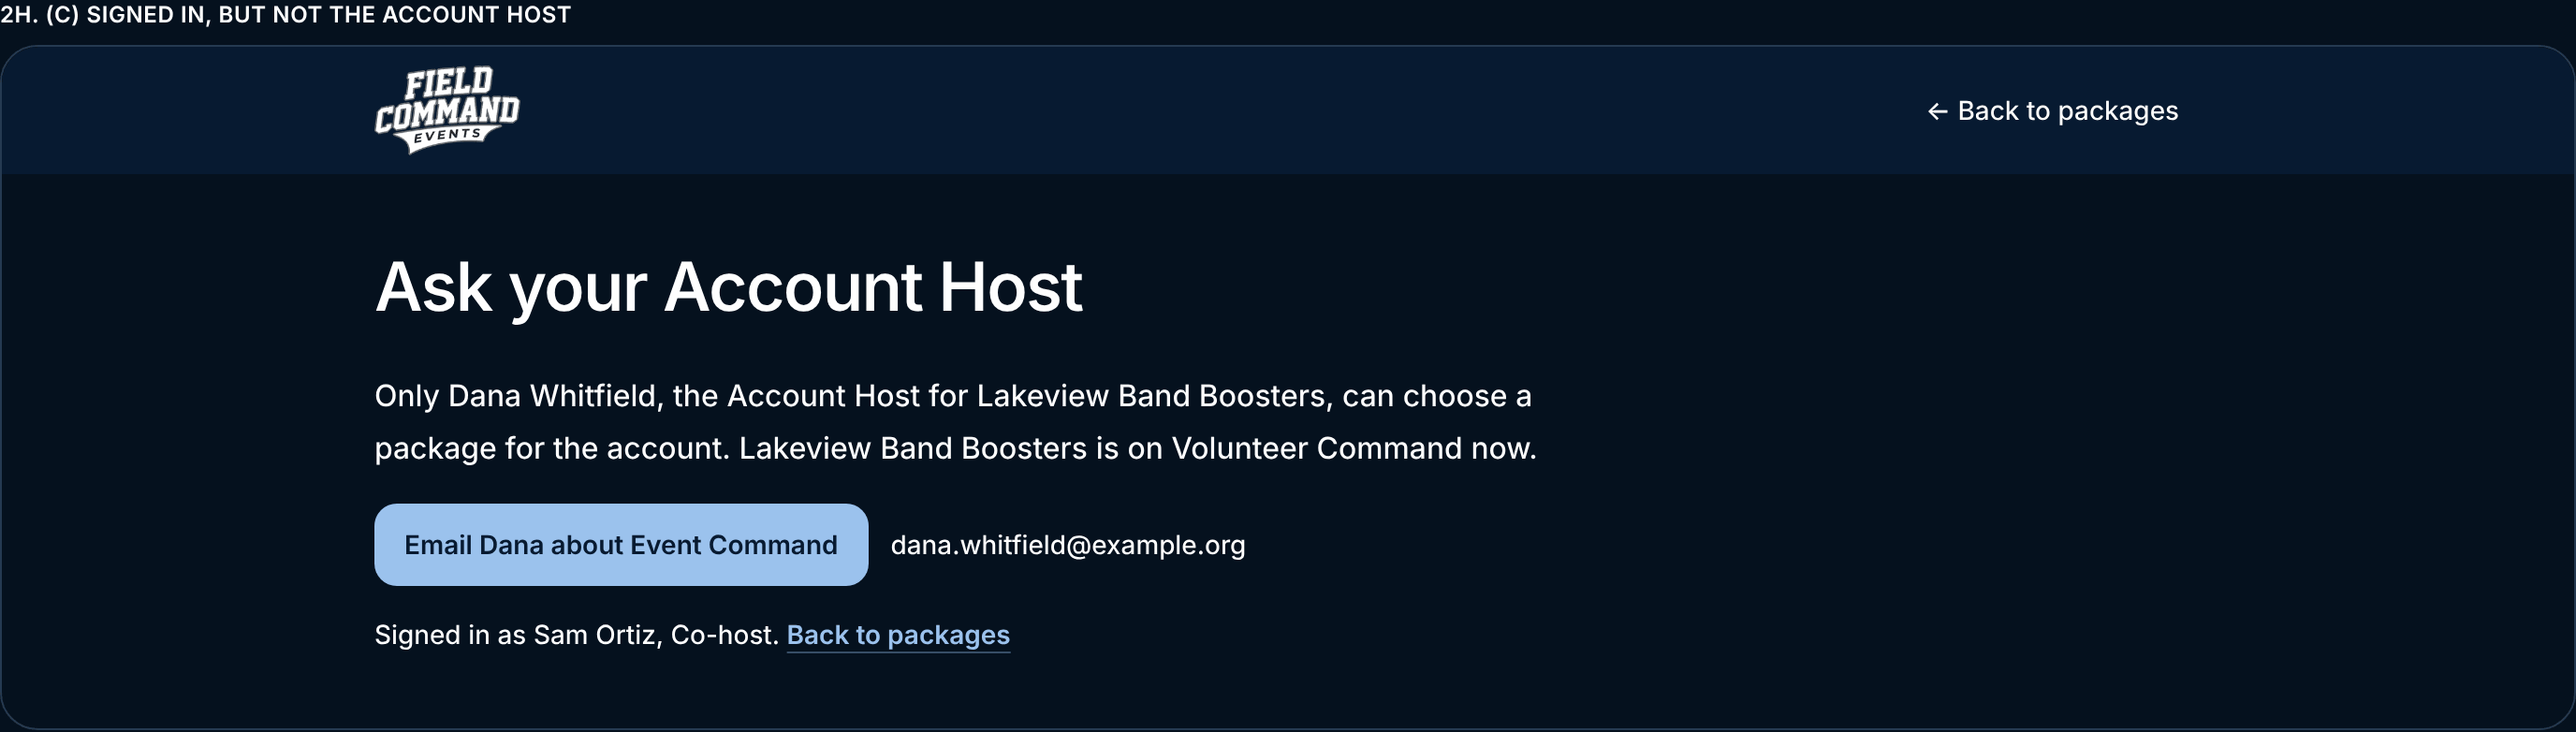 2H. (C) SIGNED IN, BUT NOT THE ACCOUNT HOST
FIELD
COMMAND
EVENTS
← Back to packages
Ask your Account Host
Only Dana Whitfield, the Account Host for Lakeview Band Boosters, can choose a
package for the account. Lakeview Band Boosters is on Volunteer Command now.
Email Dana about Event Command
dana.whitfield@example.org
Signed in as Sam Ortiz, Co-host. Back to packages